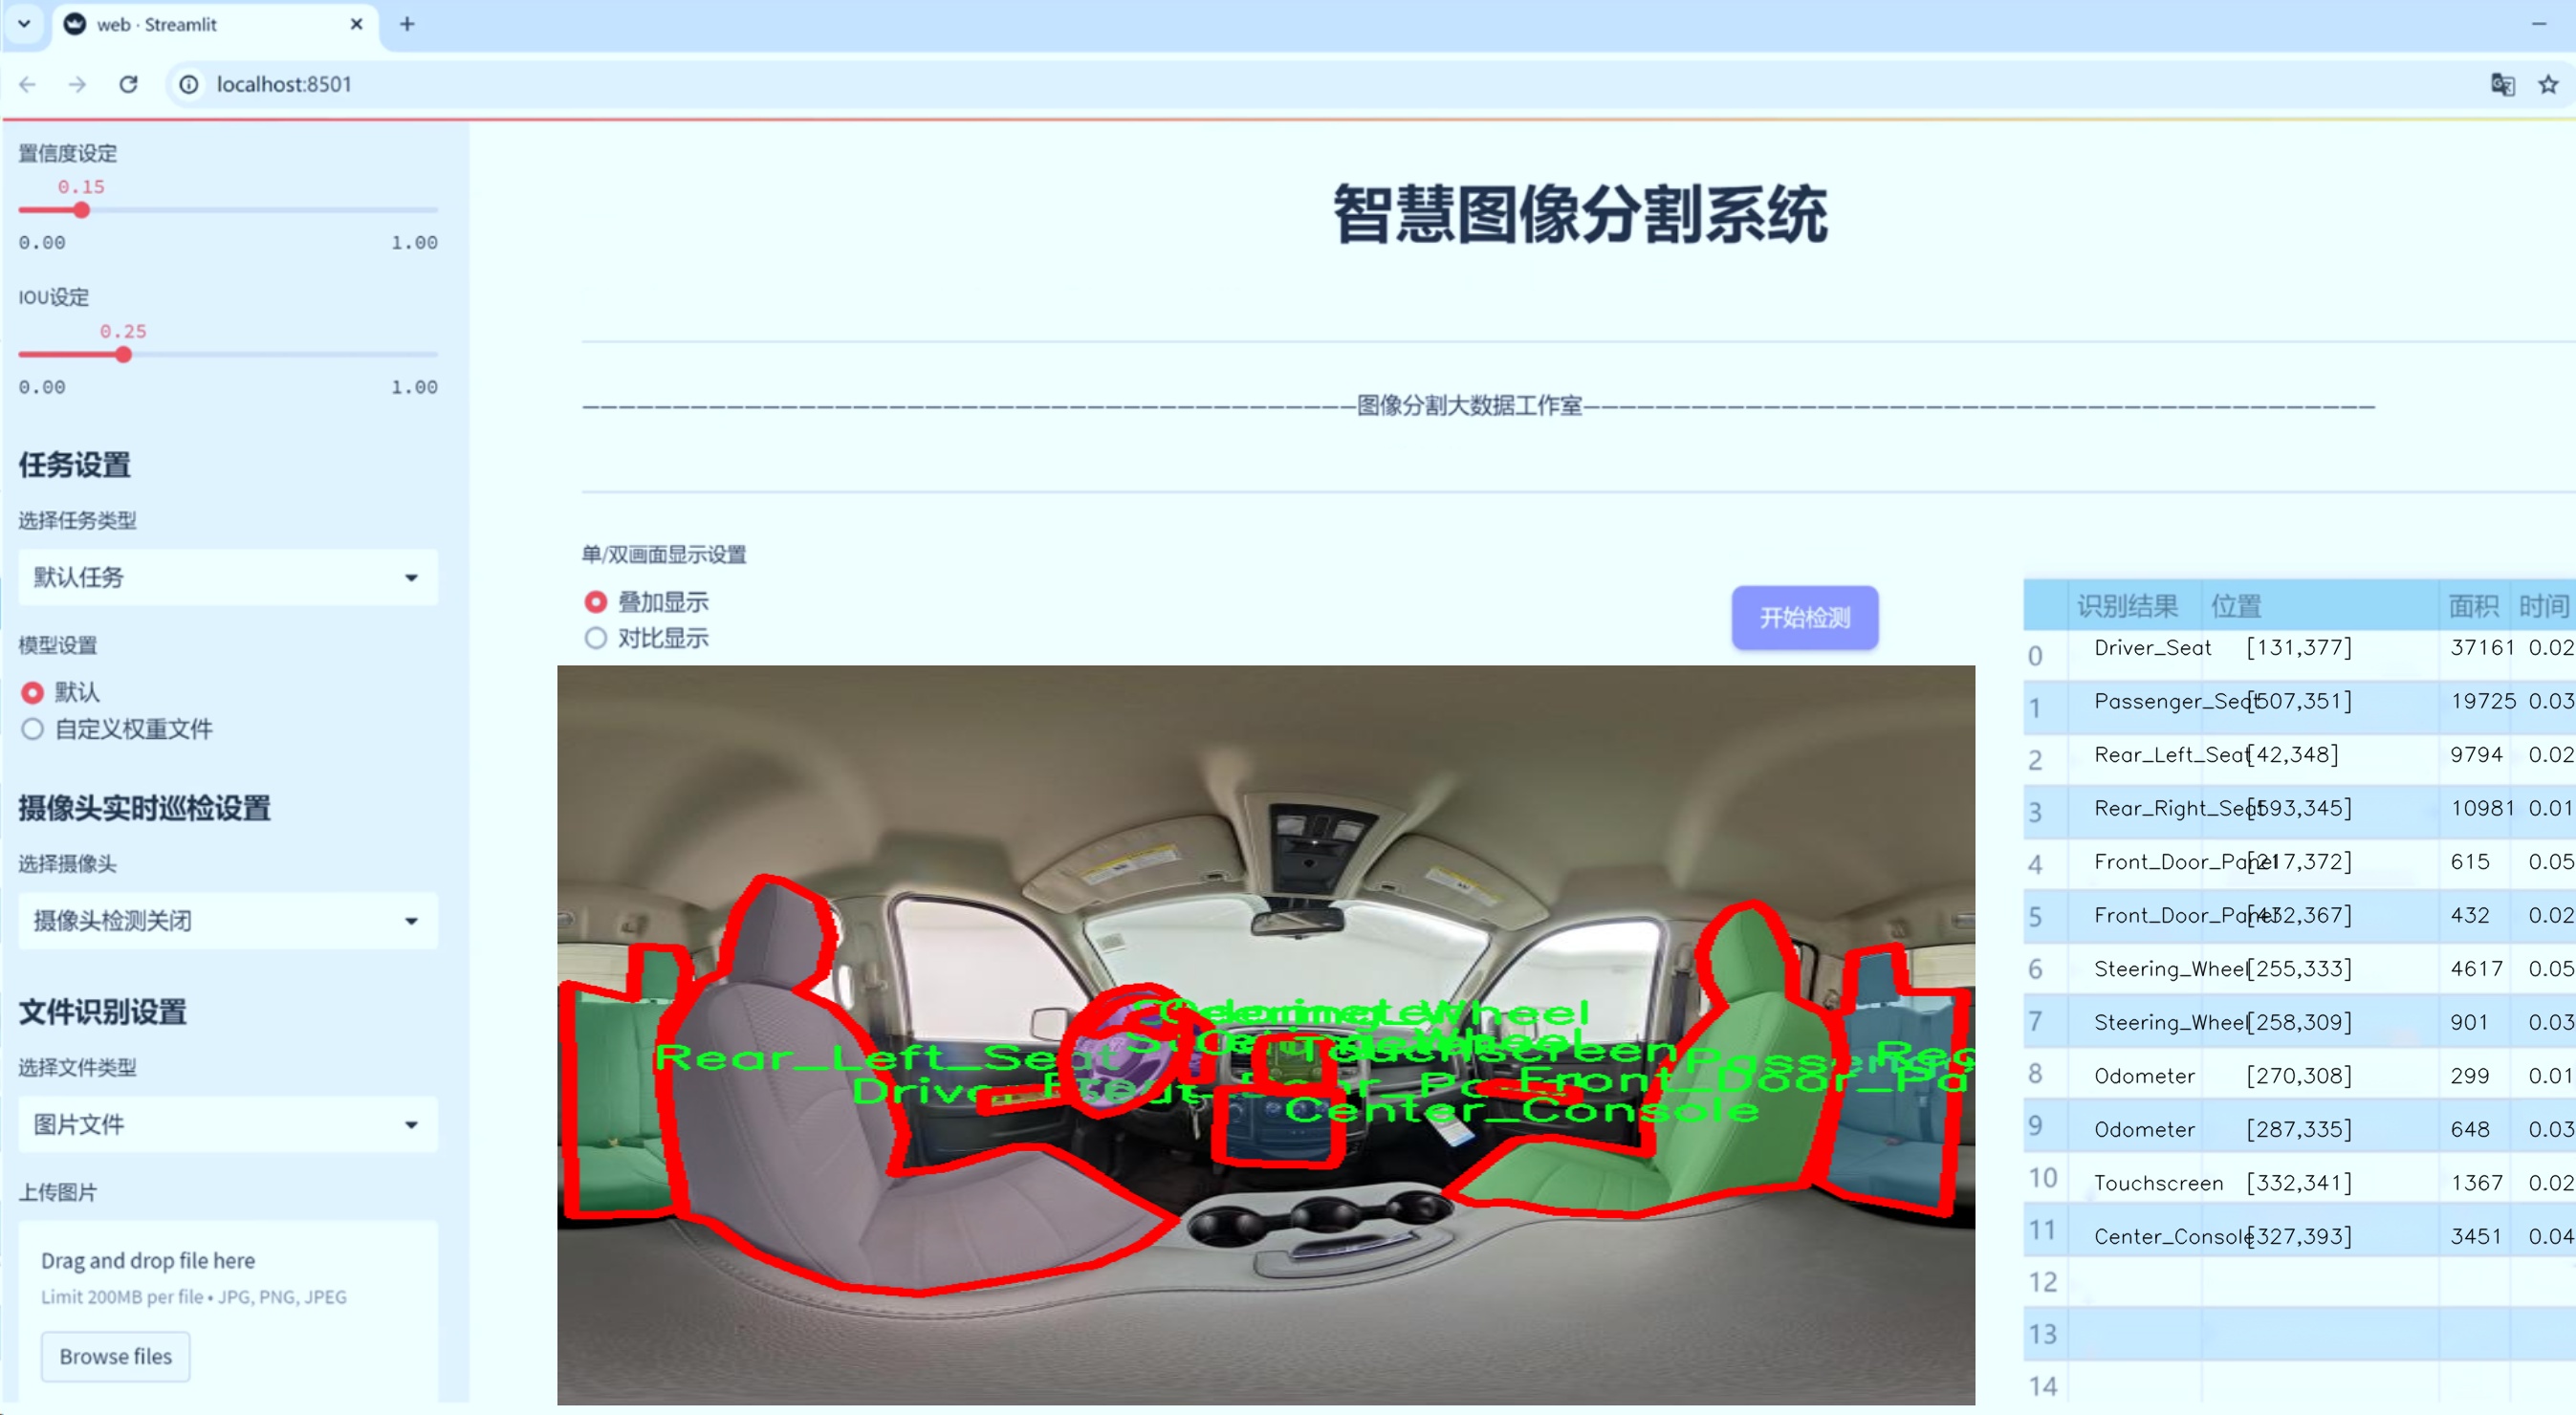 web · Streamlit
localhost:8501
置信度设定
0.15
0.00 1.00
IOU设定
0.25
0.00 1.00
任务设置
选择任务类型
默认任务
模型设置
默认
自定义权重文件
摄像头实时巡检设置
选择摄像头
摄像头检测关闭
文件识别设置
选择文件类型
图片文件
上传图片
Drag and drop file here
Limit 200MB per file • JPG, PNG, JPEG
Browse files
智慧图像分割系统
图像分割大数据工作室
单/双画面显示设置
叠加显示
对比显示
开始检测
Rear_Left_Seat
Center_Console
识别结果 位置 面积 时间
0 Driver_Seat [131,377] 37161 0.02
1 Passenger_Seat [507,351] 19725 0.03
2 Rear_Left_Seat [42,348] 9794 0.02
3 Rear_Right_Seat [593,345] 10981 0.01
4 Front_Door_Panel [217,372] 615 0.05
5 Front_Door_Panel [432,367] 432 0.02
6 Steering_Wheel [255,333] 4617 0.05
7 Steering_Wheel [258,309] 901 0.03
8 Odometer [270,308] 299 0.01
9 Odometer [287,335] 648 0.03
10 Touchscreen [332,341] 1367 0.02
11 Center_Console [327,393] 3451 0.04
12
13
14